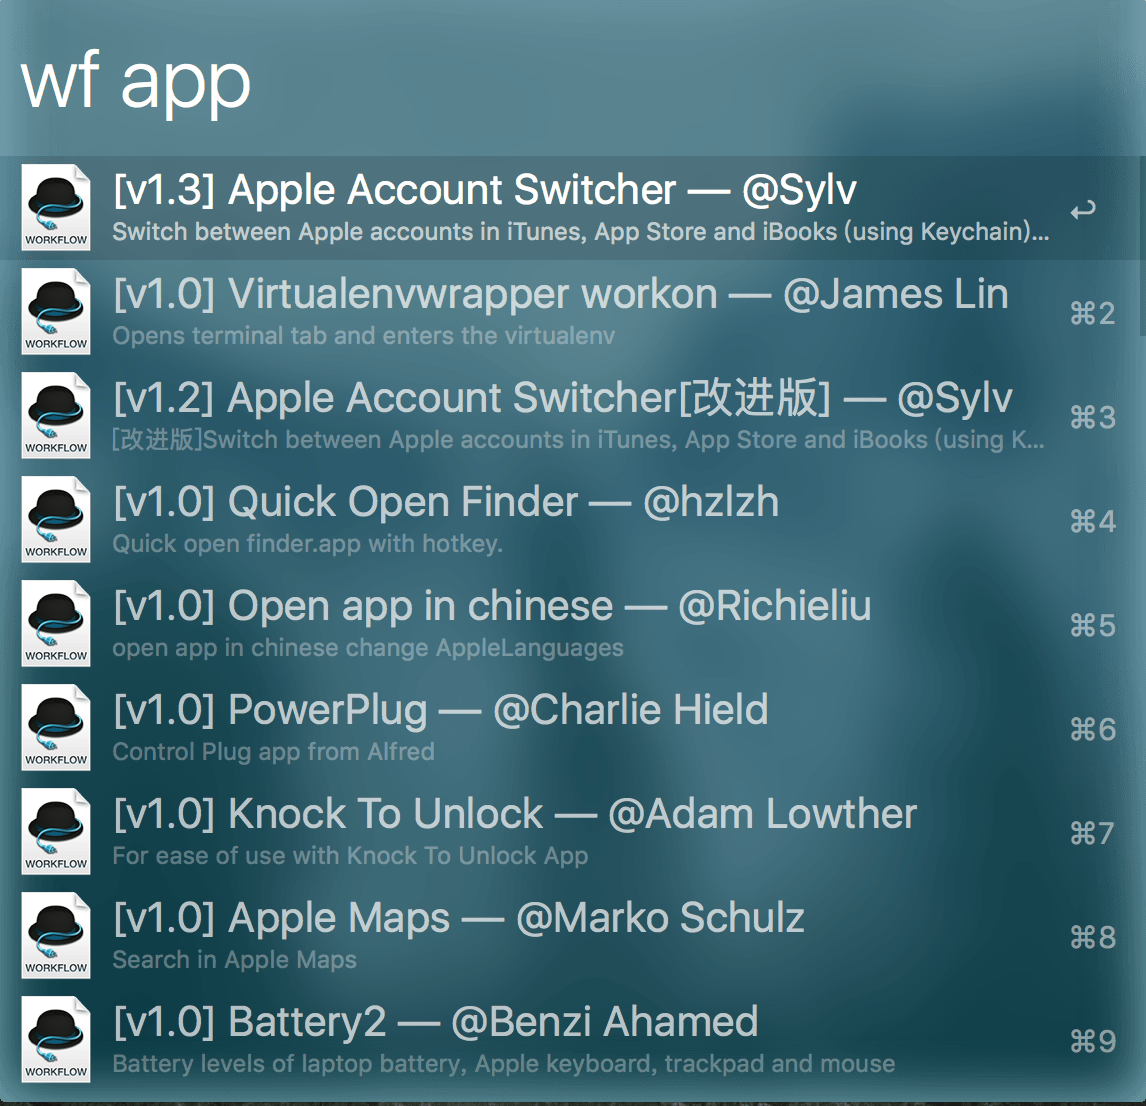 wf app
[v1.3] Apple Account Switcher — @Sylv
Switch between Apple accounts in iTunes, App Store and iBooks (using Keychain)...
↩
WORKFLOW
[v1.0] Virtualenvwrapper workon — @James Lin
Opens terminal tab and enters the virtualenv
⌘2
WORKFLOW
[v1.2] Apple Account Switcher[改进版] — @Sylv
[改进版]Switch between Apple accounts in iTunes, App Store and iBooks (using K...
⌘3
WORKFLOW
[v1.0] Quick Open Finder — @hzlzh
Quick open finder.app with hotkey.
⌘4
WORKFLOW
[v1.0] Open app in chinese — @Richieliu
open app in chinese change AppleLanguages
⌘5
WORKFLOW
[v1.0] PowerPlug — @Charlie Hield
Control Plug app from Alfred
⌘6
WORKFLOW
[v1.0] Knock To Unlock — @Adam Lowther
For ease of use with Knock To Unlock App
⌘7
WORKFLOW
[v1.0] Apple Maps — @Marko Schulz
Search in Apple Maps
⌘8
WORKFLOW
[v1.0] Battery2 — @Benzi Ahamed
Battery levels of laptop battery, Apple keyboard, trackpad and mouse
⌘9
WORKFLOW